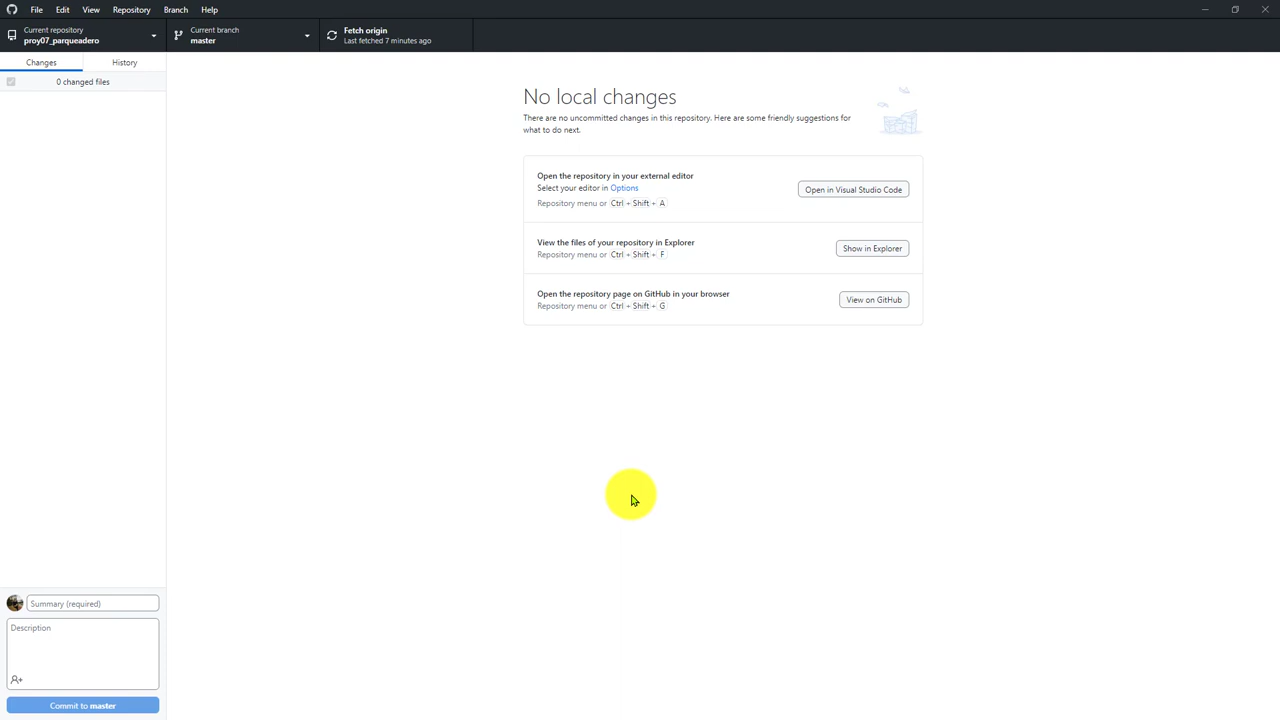 File Edit View Repository Branch Help
Current repository
proy07_parqueadero
Current branch
master
Fetch origin
Last fetched 7 minutes ago
Changes
History
0 changed files
No local changes
There are no uncommitted changes in this repository. Here are some friendly suggestions for
what to do next.
Open the repository in your external editor
Select your editor in Options
Repository menu or Ctrl + Shift + A
Open in Visual Studio Code
View the files of your repository in Explorer
Repository menu or Ctrl + Shift + F
Show in Explorer
Open the repository page on GitHub in your browser
Repository menu or Ctrl + Shift + G
View on GitHub
Summary (required)
Description
Commit to master